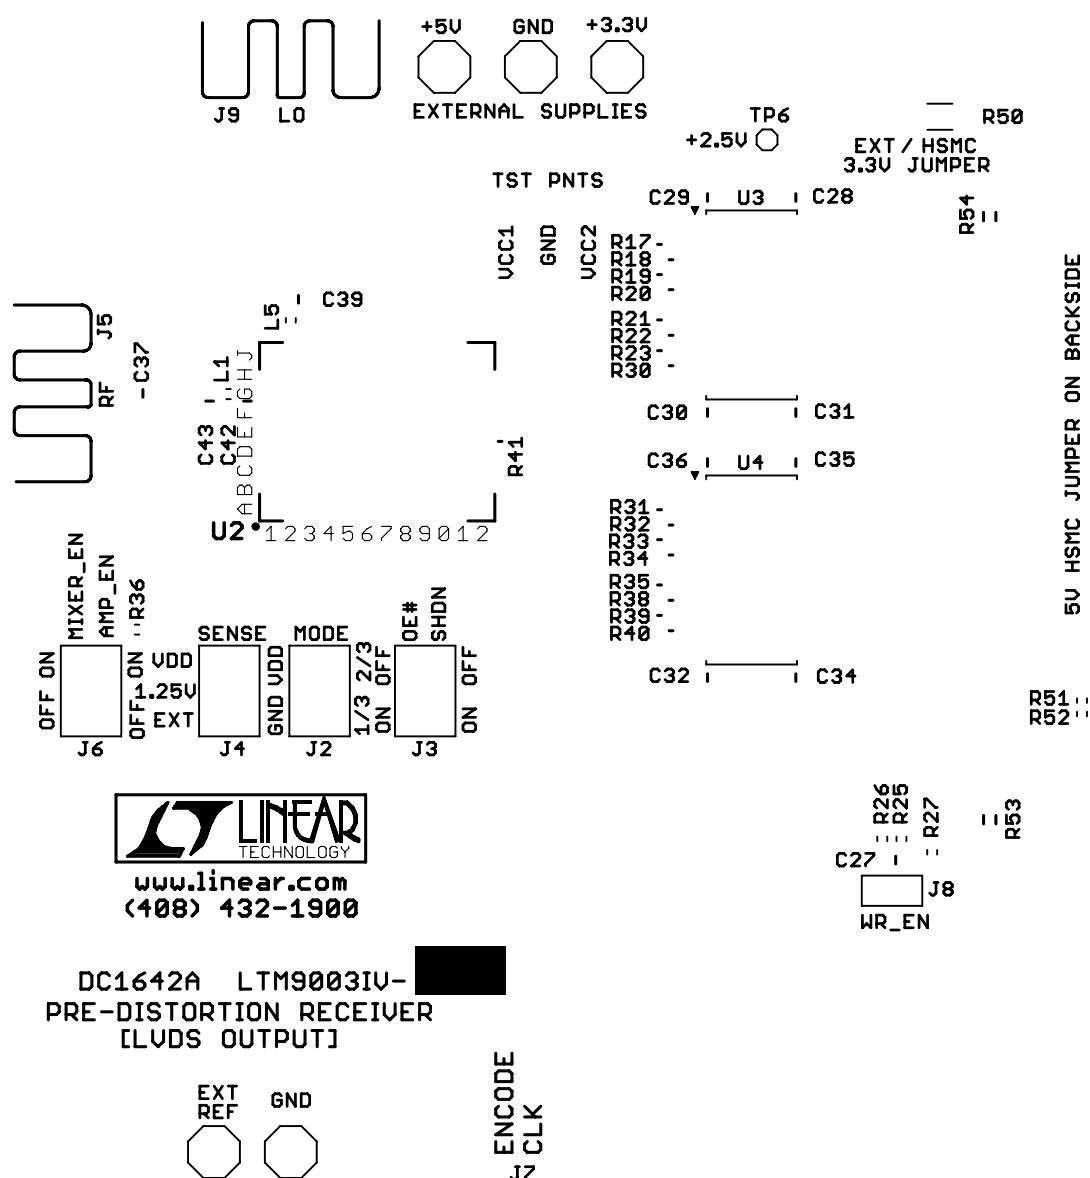 +5V GND +3.3V
EXTERNAL SUPPLIES
J9 LO
TP6
+2.5V
R50
EXT / HSMC
3.3V JUMPER
TST PNTS
VCC1 GND VCC2
C29 U3 C28
R54
R17
R18
R19
R20
R21
R22
R23
R30
C30 C31
C36 U4 C35
R31
R32
R33
R34
R35
R38
R39
R40
C32 C34
5V HSMC JUMPER ON BACKSIDE
J5
RF
C37
L5
C39
L1
C43
C42
ABCDEFGHJ
R41
U2
123456789012
MIXER_EN
AMP_EN
R36
OFF ON
OFF ON
J6
SENSE
VDD
1.25V
EXT
J4
MODE
GND VDD
1/3 2/3
J2
OE#
SHDN
ON OFF
ON OFF
J3
R51
R52
R26
R25
R27
R53
C27
J8
WR_EN
LINEAR
TECHNOLOGY
www.linear.com
(408) 432-1900
DC1642A LTM9003IV-
PRE-DISTORTION RECEIVER
[LVDS OUTPUT]
EXT
REF
GND
ENCODE
CLK
J7